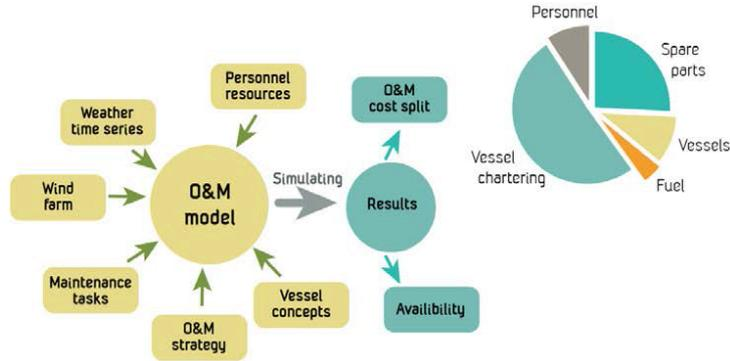 Personnel
Spare
parts
Vessels
Fuel
Vessel
chartering
Personnel
resources
Weather
time series
Wind
farm
Maintenance
tasks
O&M
strategy
Vessel
concepts
O&M
model
Simulating
Results
O&M
cost split
Availibility